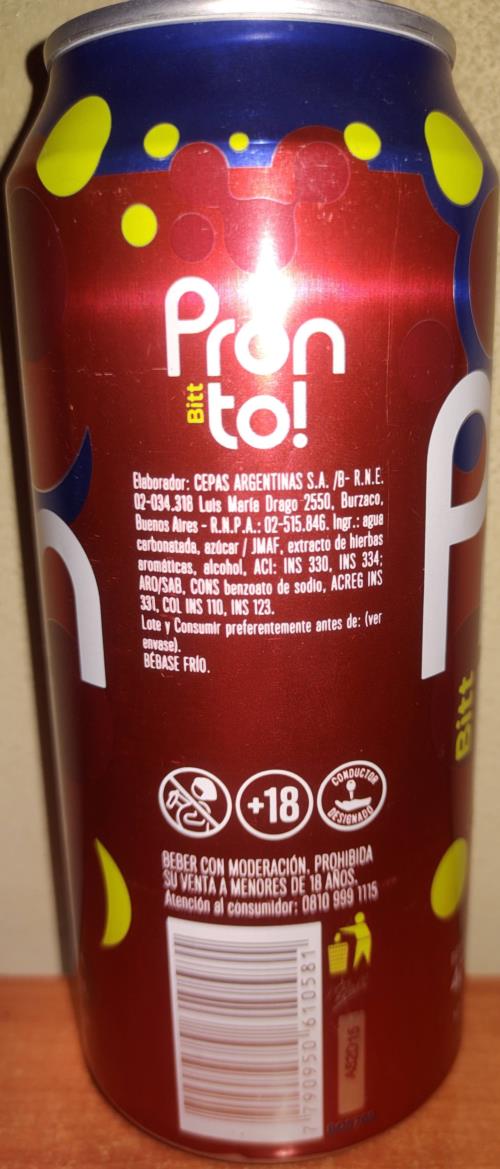 Pron
Bitt to!
Elaborador: CEPAS ARGENTINAS S.A. /B- R.N.E.
02-034.318 Luis María Drago 2550, Burzaco,
Buenos Aires - R.N.P.A.: 02-515.846. Ingr.: agua
carbonatada, azúcar / JMAF, extracto de hierbas
aromáticas, alcohol, ACI: INS 330, INS 334;
ARO/SAB, CONS benzoato de sodio, ACREG INS
331, COL INS 110, INS 123.
Lote y Consumir preferentemente antes de: (ver
envase).
BÉBASE FRÍO.
+18
CONDUCTOR
DESIGNADO
BEBER CON MODERACIÓN, PROHIBIDA
SU VENTA A MENORES DE 18 AÑOS.
Atención al consumidor: 0810 999 1115
7 790950 610581
Bitt